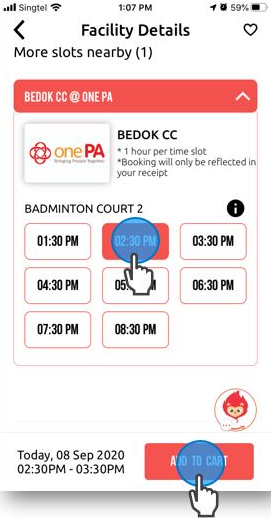 Singtel 1:07 PM 59%
Facility Details
More slots nearby (1)
BEDOK CC @ ONE PA
onePA
Bringing People Together
BEDOK CC
* 1 hour per time slot
*Booking will only be reflected in
your receipt
BADMINTON COURT 2
01:30 PM 02:30 PM 03:30 PM
04:30 PM 06:30 PM
07:30 PM 08:30 PM
Today, 08 Sep 2020
02:30PM - 03:30PM
ADD TO CART